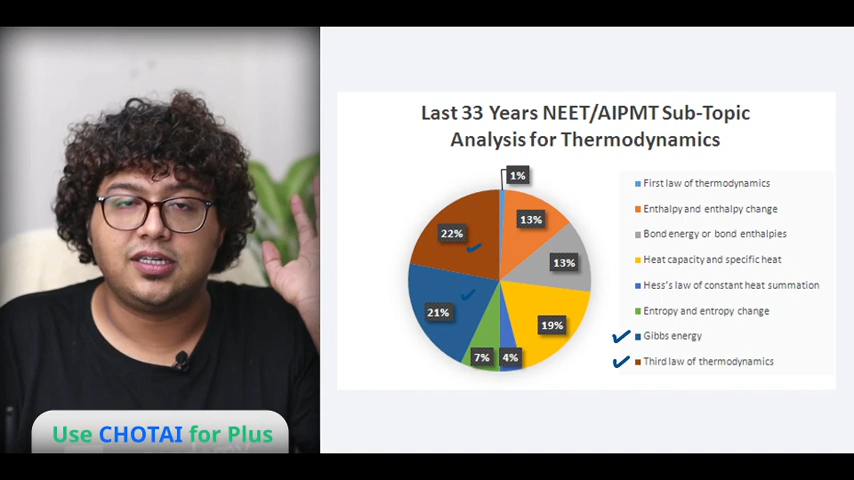 Last 33 Years NEET/AIPMT Sub-Topic
Analysis for Thermodynamics
1%
13%
13%
19%
4%
7%
21%
22%
First law of thermodynamics
Enthalpy and enthalpy change
Bond energy or bond enthalpies
Heat capacity and specific heat
Hess's law of constant heat summation
Entropy and entropy change
Gibbs energy
Third law of thermodynamics
Use CHOTAI for Plus